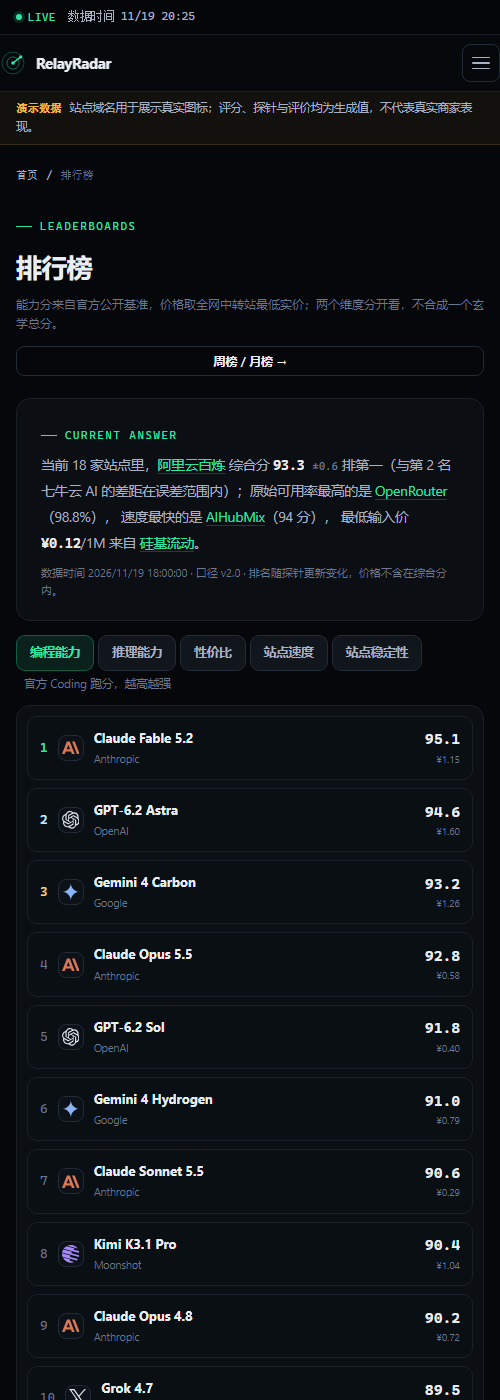 LIVE 数据时间 11/19 20:25
RelayRadar
演示数据 站点域名用于展示真实图标；评分、探针与评价均为生成值，不代表真实商家表
现。
首页 / 排行榜
LEADERBOARDS
排行榜
能力分来自官方公开基准，价格取全网中转站最低实价；两个维度分开看，不合成一个玄
学总分。
周榜 / 月榜 →
CURRENT ANSWER
当前 18 家站点里，阿里云百炼 综合分 93.3 ±0.6 排第一（与第 2 名
七牛云 AI 的差距在误差范围内）；原始可用率最高的是 OpenRouter
（98.8%），速度最快的是 AIHubMix（94 分），最低输入价
¥0.12/1M 来自 硅基流动。
数据时间 2026/11/19 18:00:00 · 口径 v2.0 · 排名随探针更新变化，价格不含在综合分
内。
编程能力 推理能力 性价比 站点速度 站点稳定性
官方 Coding 跑分，越高越强
1 Claude Fable 5.2 95.1
Anthropic ¥1.15
2 GPT-6.2 Astra 94.6
OpenAI ¥1.60
3 Gemini 4 Carbon 93.2
Google ¥1.26
4 Claude Opus 5.5 92.8
Anthropic ¥0.58
5 GPT-6.2 Sol 91.8
OpenAI ¥0.40
6 Gemini 4 Hydrogen 91.0
Google ¥0.79
7 Claude Sonnet 5.5 90.6
Anthropic ¥0.29
8 Kimi K3.1 Pro 90.4
Moonshot ¥1.04
9 Claude Opus 4.8 90.2
Anthropic ¥0.72
10 Grok 4.7 89.5